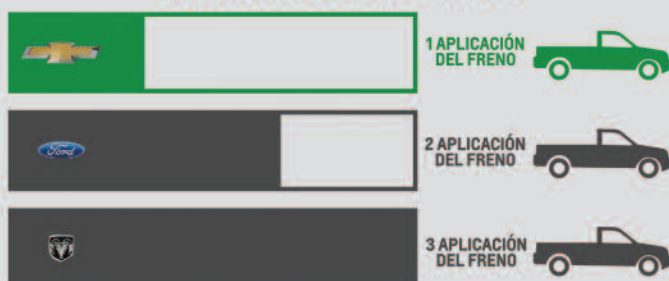 1 APLICACIÓN
DEL FRENO
Ford
2 APLICACIÓN
DEL FRENO
3 APLICACIÓN
DEL FRENO